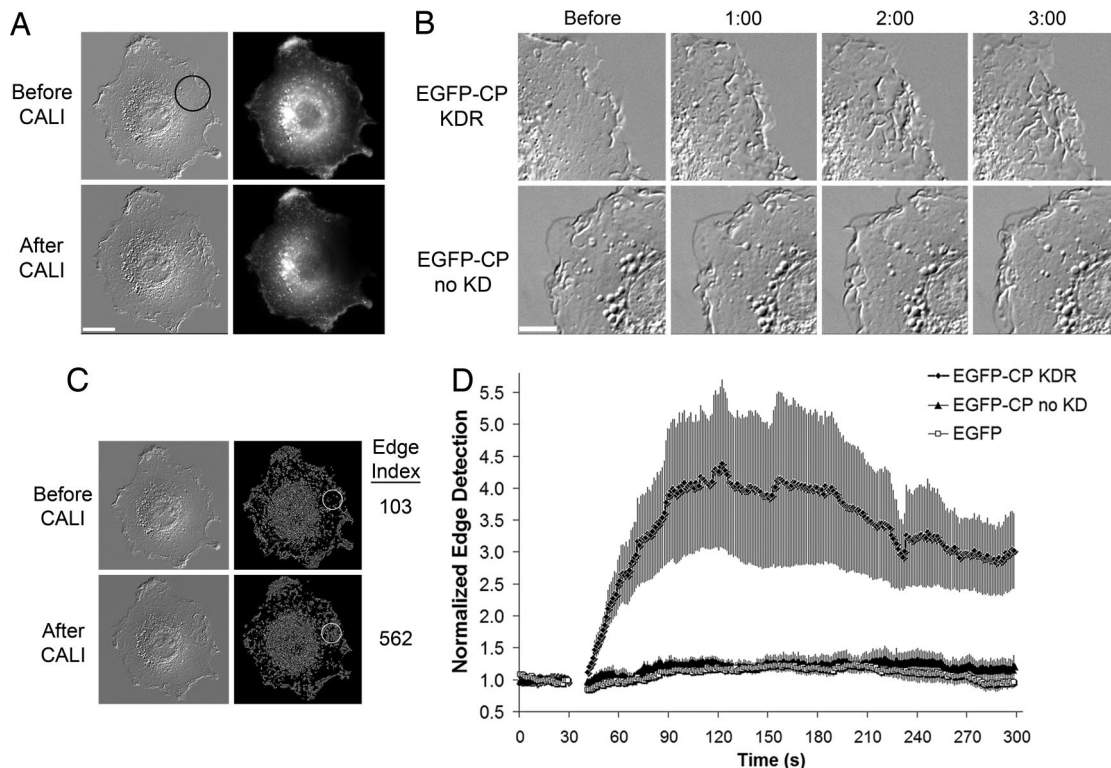 A
Before
CALI
After
CALI
B
Before 1:00 2:00 3:00
EGFP-CP
KDR
EGFP-CP
no KD
C
Edge
Index
Before
CALI
103
After
CALI
562
D
Normalized Edge Detection
5.5
5.0
4.5
4.0
3.5
3.0
2.5
2.0
1.5
1.0
0.5
0 30 60 90 120 150 180 210 240 270 300
Time (s)
EGFP-CP KDR
EGFP-CP no KD
EGFP